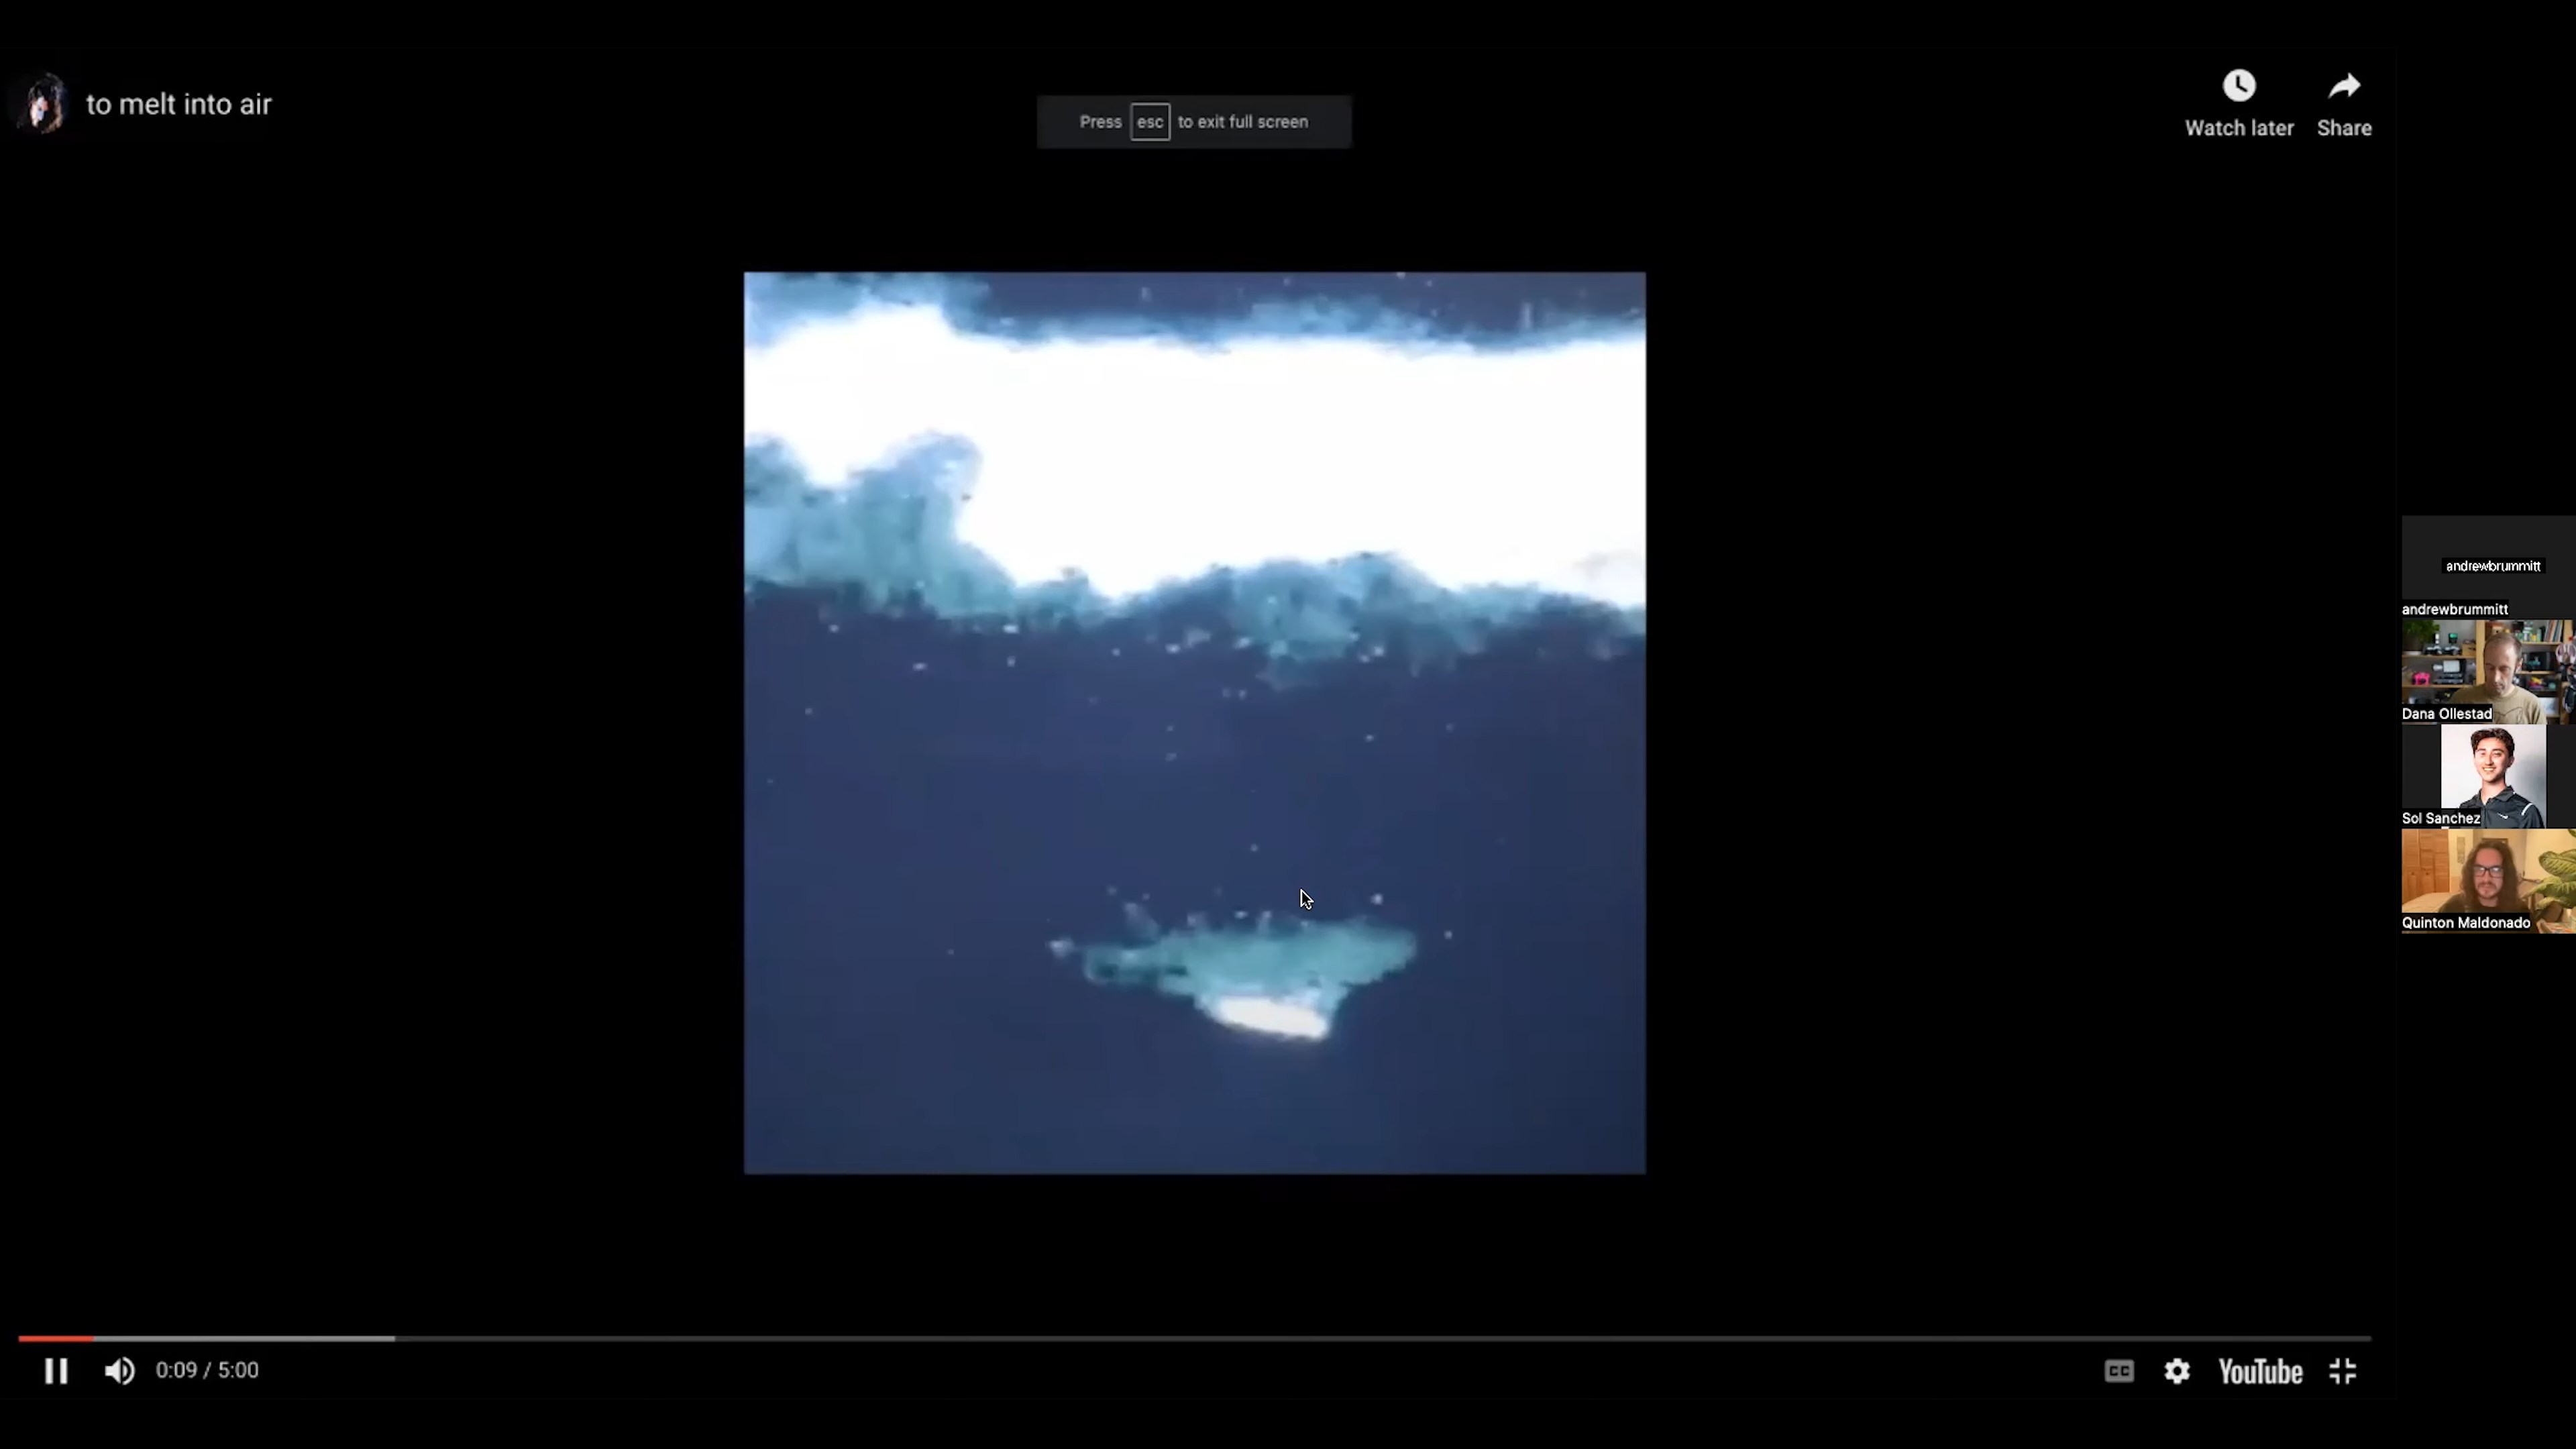 to melt into air
Press esc to exit full screen
Watch later
Share
andrewbrummitt
andrewbrummitt
Dana Ollestad
Sol Sanchez
Quinton Maldonado
0:09 / 5:00
CC
YouTube